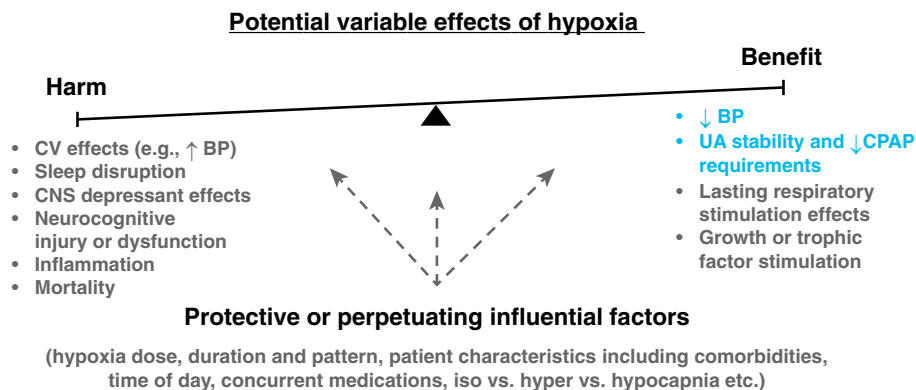 Potential variable effects of hypoxia
Benefit
Harm
• CV effects (e.g., ↑ BP)
• Sleep disruption
• CNS depressant effects
• Neurocognitive
injury or dysfunction
• Inflammation
• Mortality
• ↓ BP
• UA stability and ↓CPAP
requirements
• Lasting respiratory
stimulation effects
• Growth or trophic
factor stimulation
Protective or perpetuating influential factors
(hypoxia dose, duration and pattern, patient characteristics including comorbidities,
time of day, concurrent medications, iso vs. hyper vs. hypocapnia etc.)